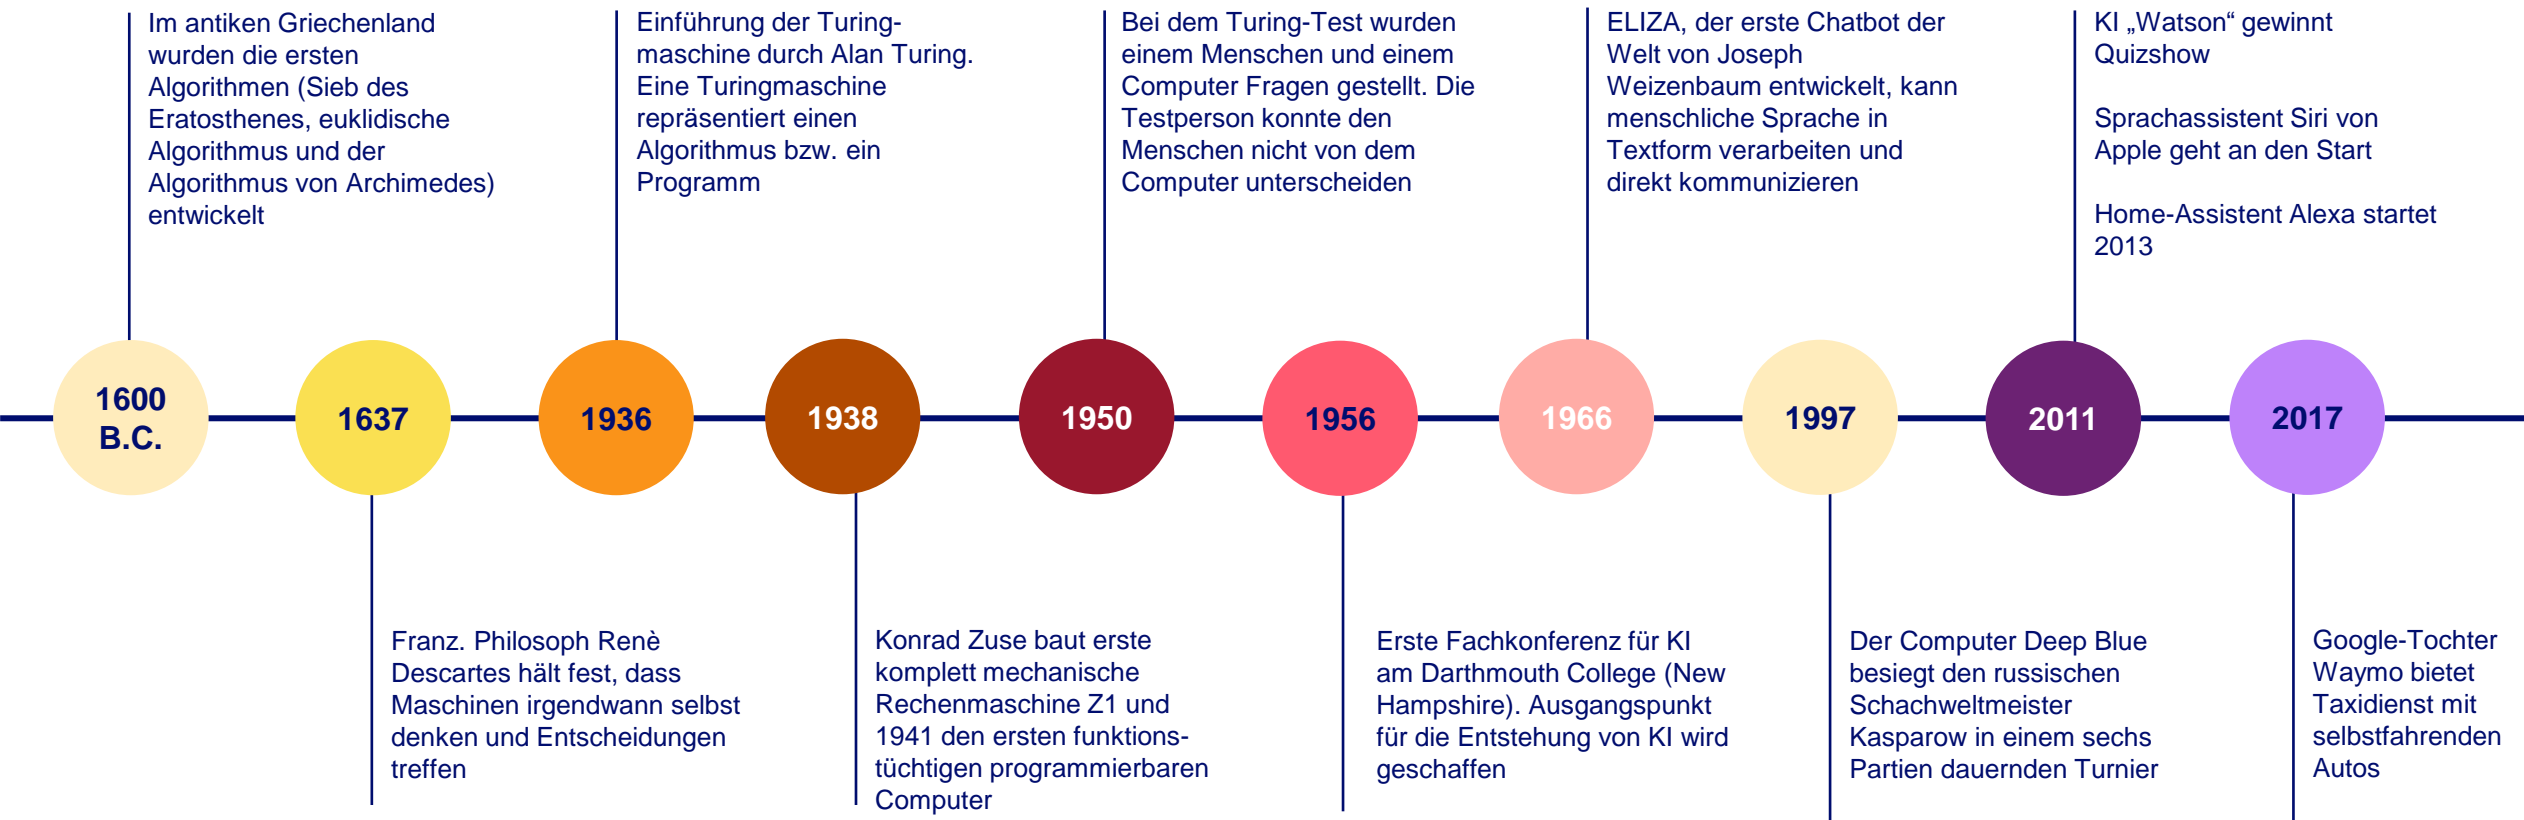 Im antiken Griechenland
wurden die ersten
Algorithmen (Sieb des
Eratosthenes, euklidische
Algorithmus und der
Algorithmus von Archimedes)
entwickelt
Einführung der Turing-
maschine durch Alan Turing.
Eine Turingmaschine
repräsentiert einen
Algorithmus bzw. ein
Programm
Bei dem Turing-Test wurden
einem Menschen und einem
Computer Fragen gestellt. Die
Testperson konnte den
Menschen nicht von dem
Computer unterscheiden
ELIZA, der erste Chatbot der
Welt von Joseph
Weizenbaum entwickelt, kann
menschliche Sprache in
Textform verarbeiten und
direkt kommunizieren
KI „Watson“ gewinnt
Quizshow
Sprachassistent Siri von
Apple geht an den Start
Home-Assistent Alexa startet
2013
1600
B.C.
1637
1936
1938
1950
1956
1966
1997
2011
2017
Franz. Philosoph Renè
Descartes hält fest, dass
Maschinen irgendwann selbst
denken und Entscheidungen
treffen
Konrad Zuse baut erste
komplett mechanische
Rechenmaschine Z1 und
1941 den ersten funktions-
tüchtigen programmierbaren
Computer
Erste Fachkonferenz für KI
am Darthmouth College (New
Hampshire). Ausgangspunkt
für die Entstehung von KI wird
geschaffen
Der Computer Deep Blue
besiegt den russischen
Schachweltmeister
Kasparow in einem sechs
Partien dauernden Turnier
Google-Tochter
Waymo bietet
Taxidienst mit
selbstfahrenden
Autos